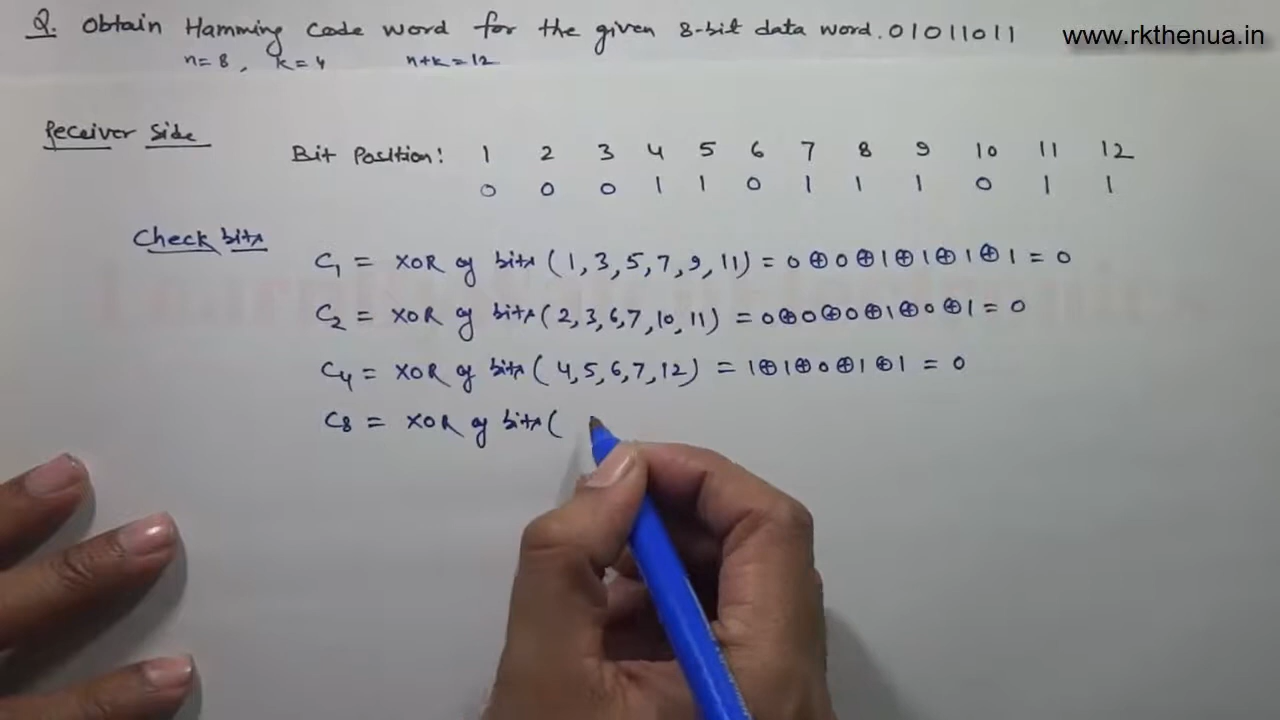 Q. Obtain Hamming Code word for the given 8-bit data word. 01011011
www.rkthenua.in
n=8, k=4 n+k=12
Receiver Side
Bit Position: 1 2 3 4 5 6 7 8 9 10 11 12
0 0 0 1 1 0 1 1 1 0 1 1
Check bits
C1 = XOR of bits (1, 3, 5, 7, 9, 11) = 0⊕0⊕1⊕1⊕1⊕1 = 0
C2 = XOR of bits (2, 3, 6, 7, 10, 11) = 0⊕0⊕0⊕1⊕0⊕1 = 0
C4 = XOR of bits (4, 5, 6, 7, 12) = 1⊕1⊕0⊕1⊕1 = 0
C8 = XOR of bits (